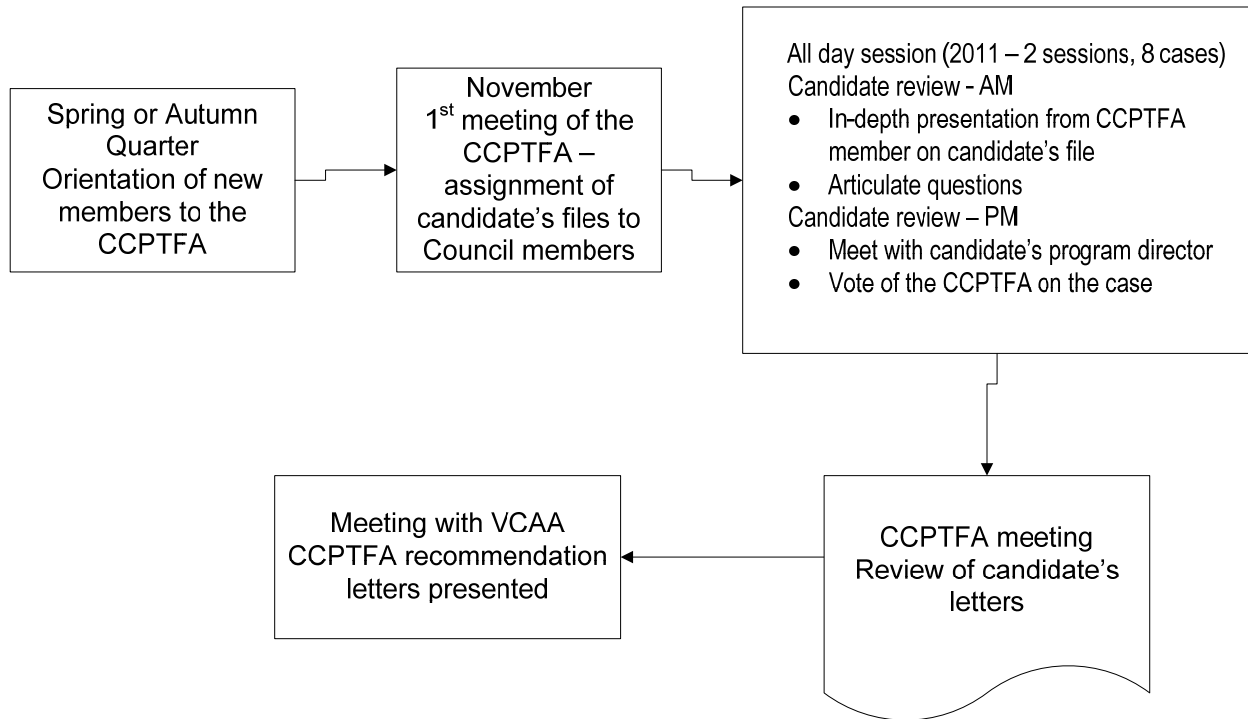 Spring or Autumn
Quarter
Orientation of new
members to the
CCPTFA
November
1st meeting of the
CCPTFA –
assignment of
candidate’s files to
Council members
All day session (2011 – 2 sessions, 8 cases)
Candidate review - AM
• In-depth presentation from CCPTFA
member on candidate’s file
• Articulate questions
Candidate review – PM
• Meet with candidate’s program director
• Vote of the CCPTFA on the case
CCPTFA meeting
Review of candidate’s
letters
Meeting with VCAA
CCPTFA recommendation
letters presented